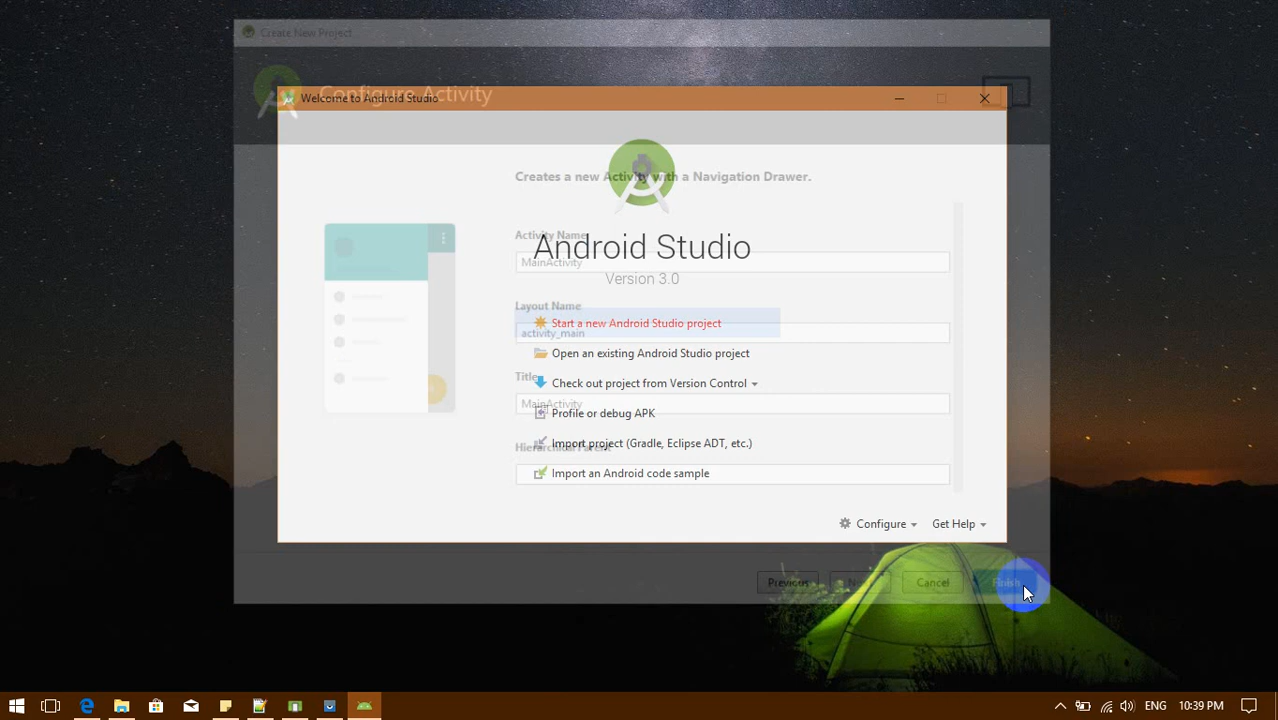 Create New Project
Configure Activity
Welcome to Android Studio
Creates a new Activity with a Navigation Drawer.
Activity Name
MainActivity
Android Studio
Version 3.0
Layout Name
activity_main
Start a new Android Studio project
Open an existing Android Studio project
Title
Check out project from Version Control
MainActivity
Profile or debug APK
Hierarchical Parent
Import project (Gradle, Eclipse ADT, etc.)
Import an Android code sample
Configure
Get Help
Previous
Cancel
Finish
ENG
10:39 PM